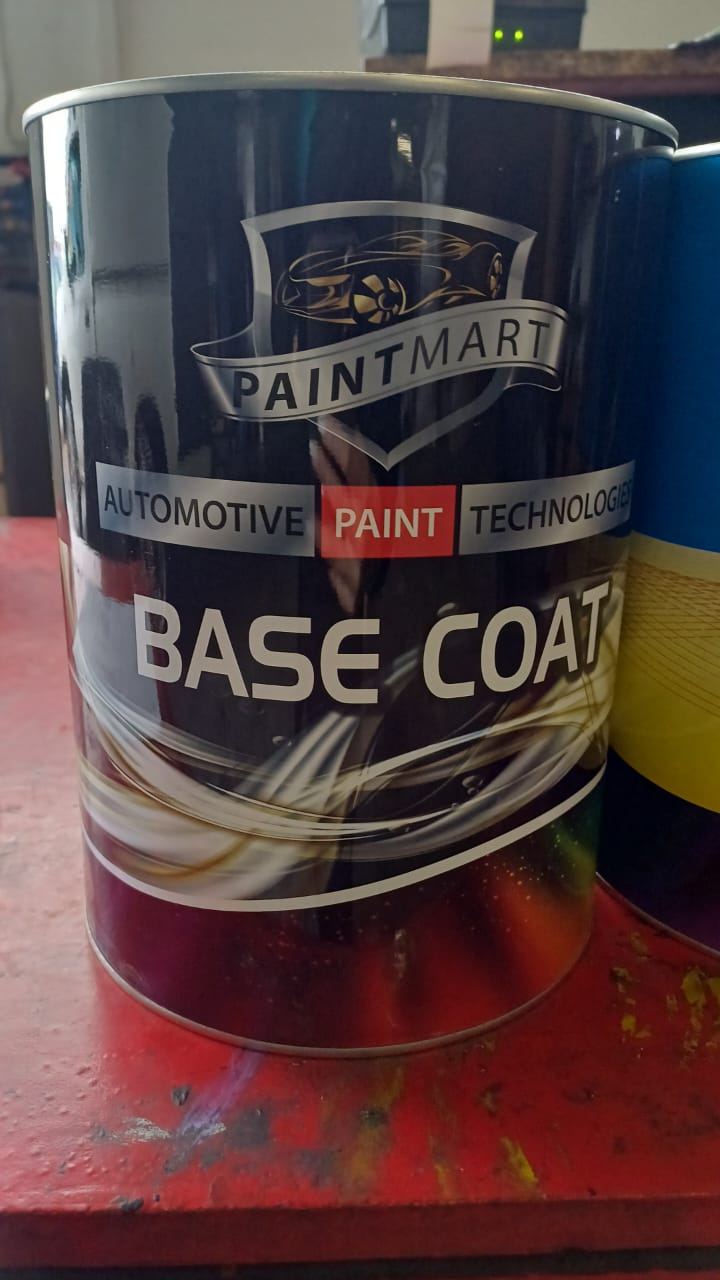 PAINTMART
AUTOMOTIVE PAINT TECHNOLOGIES
BASE COAT